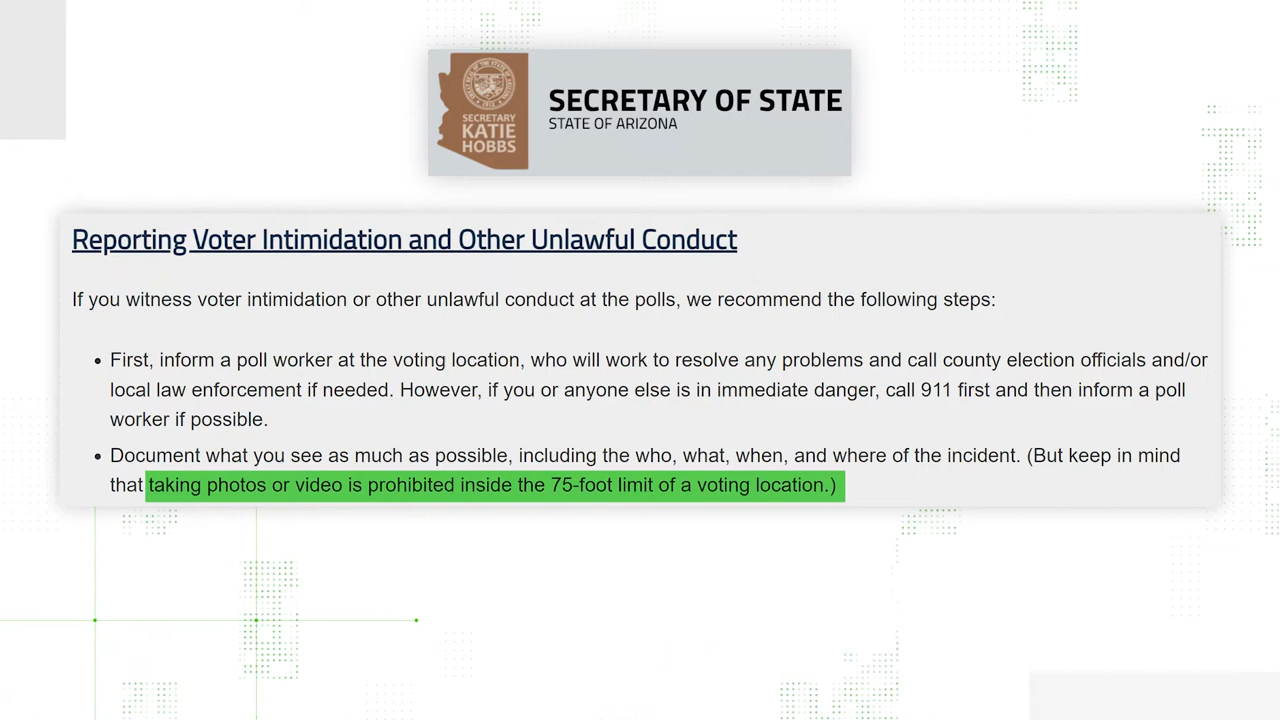 SECRETARY
KATIE
HOBBS
SECRETARY OF STATE
STATE OF ARIZONA
Reporting Voter Intimidation and Other Unlawful Conduct
If you witness voter intimidation or other unlawful conduct at the polls, we recommend the following steps:
• First, inform a poll worker at the voting location, who will work to resolve any problems and call county election officials and/or
local law enforcement if needed. However, if you or anyone else is in immediate danger, call 911 first and then inform a poll
worker if possible.
• Document what you see as much as possible, including the who, what, when, and where of the incident. (But keep in mind
that taking photos or video is prohibited inside the 75-foot limit of a voting location.)